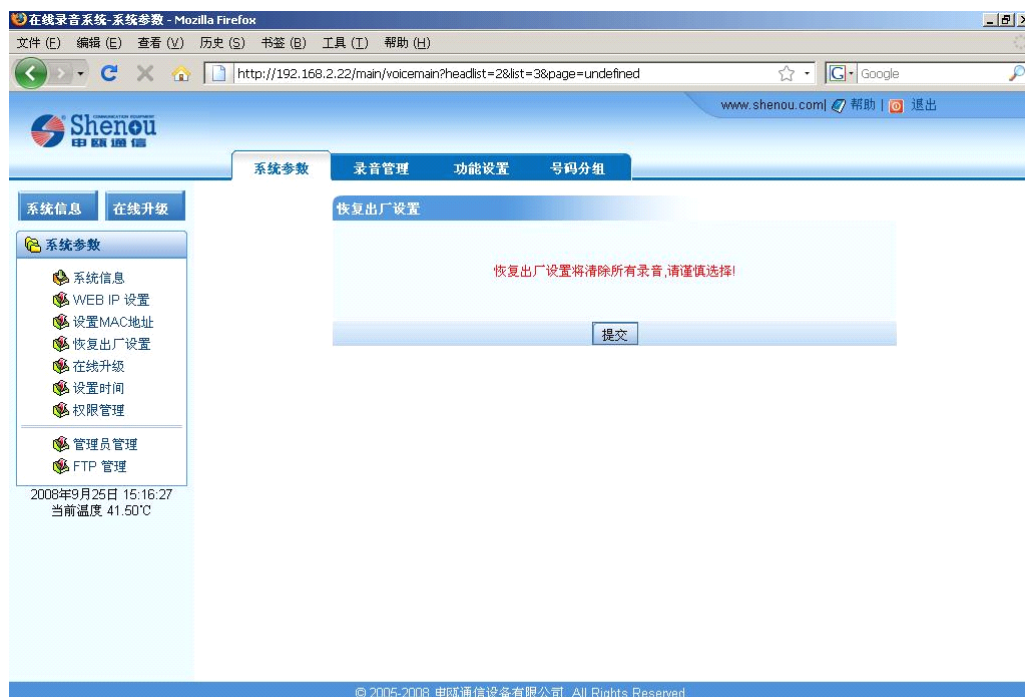 在线录音系统-系统参数 - Mozilla Firefox
文件 (F) 编辑 (E) 查看 (V) 历史 (S) 书签 (B) 工具 (T) 帮助 (H)
http://192.168.2.22/main/voicemain?headlist=2&list=3&page=undefined
G Google
www.shenou.com| 帮助 | 退出
Shenou
申瓯通信
系统参数 录音管理 功能设置 号码分组
系统信息 在线升级
恢复出厂设置
系统参数
恢复出厂设置将清除所有录音,请谨慎选择!
提交
系统信息
WEB IP 设置
设置MAC地址
恢复出厂设置
在线升级
设置时间
权限管理
管理员管理
FTP 管理
2008年9月25日 15:16:27
当前温度 41.50℃
© 2005-2008 申瓯通信设备有限公司 All Rights Reserved